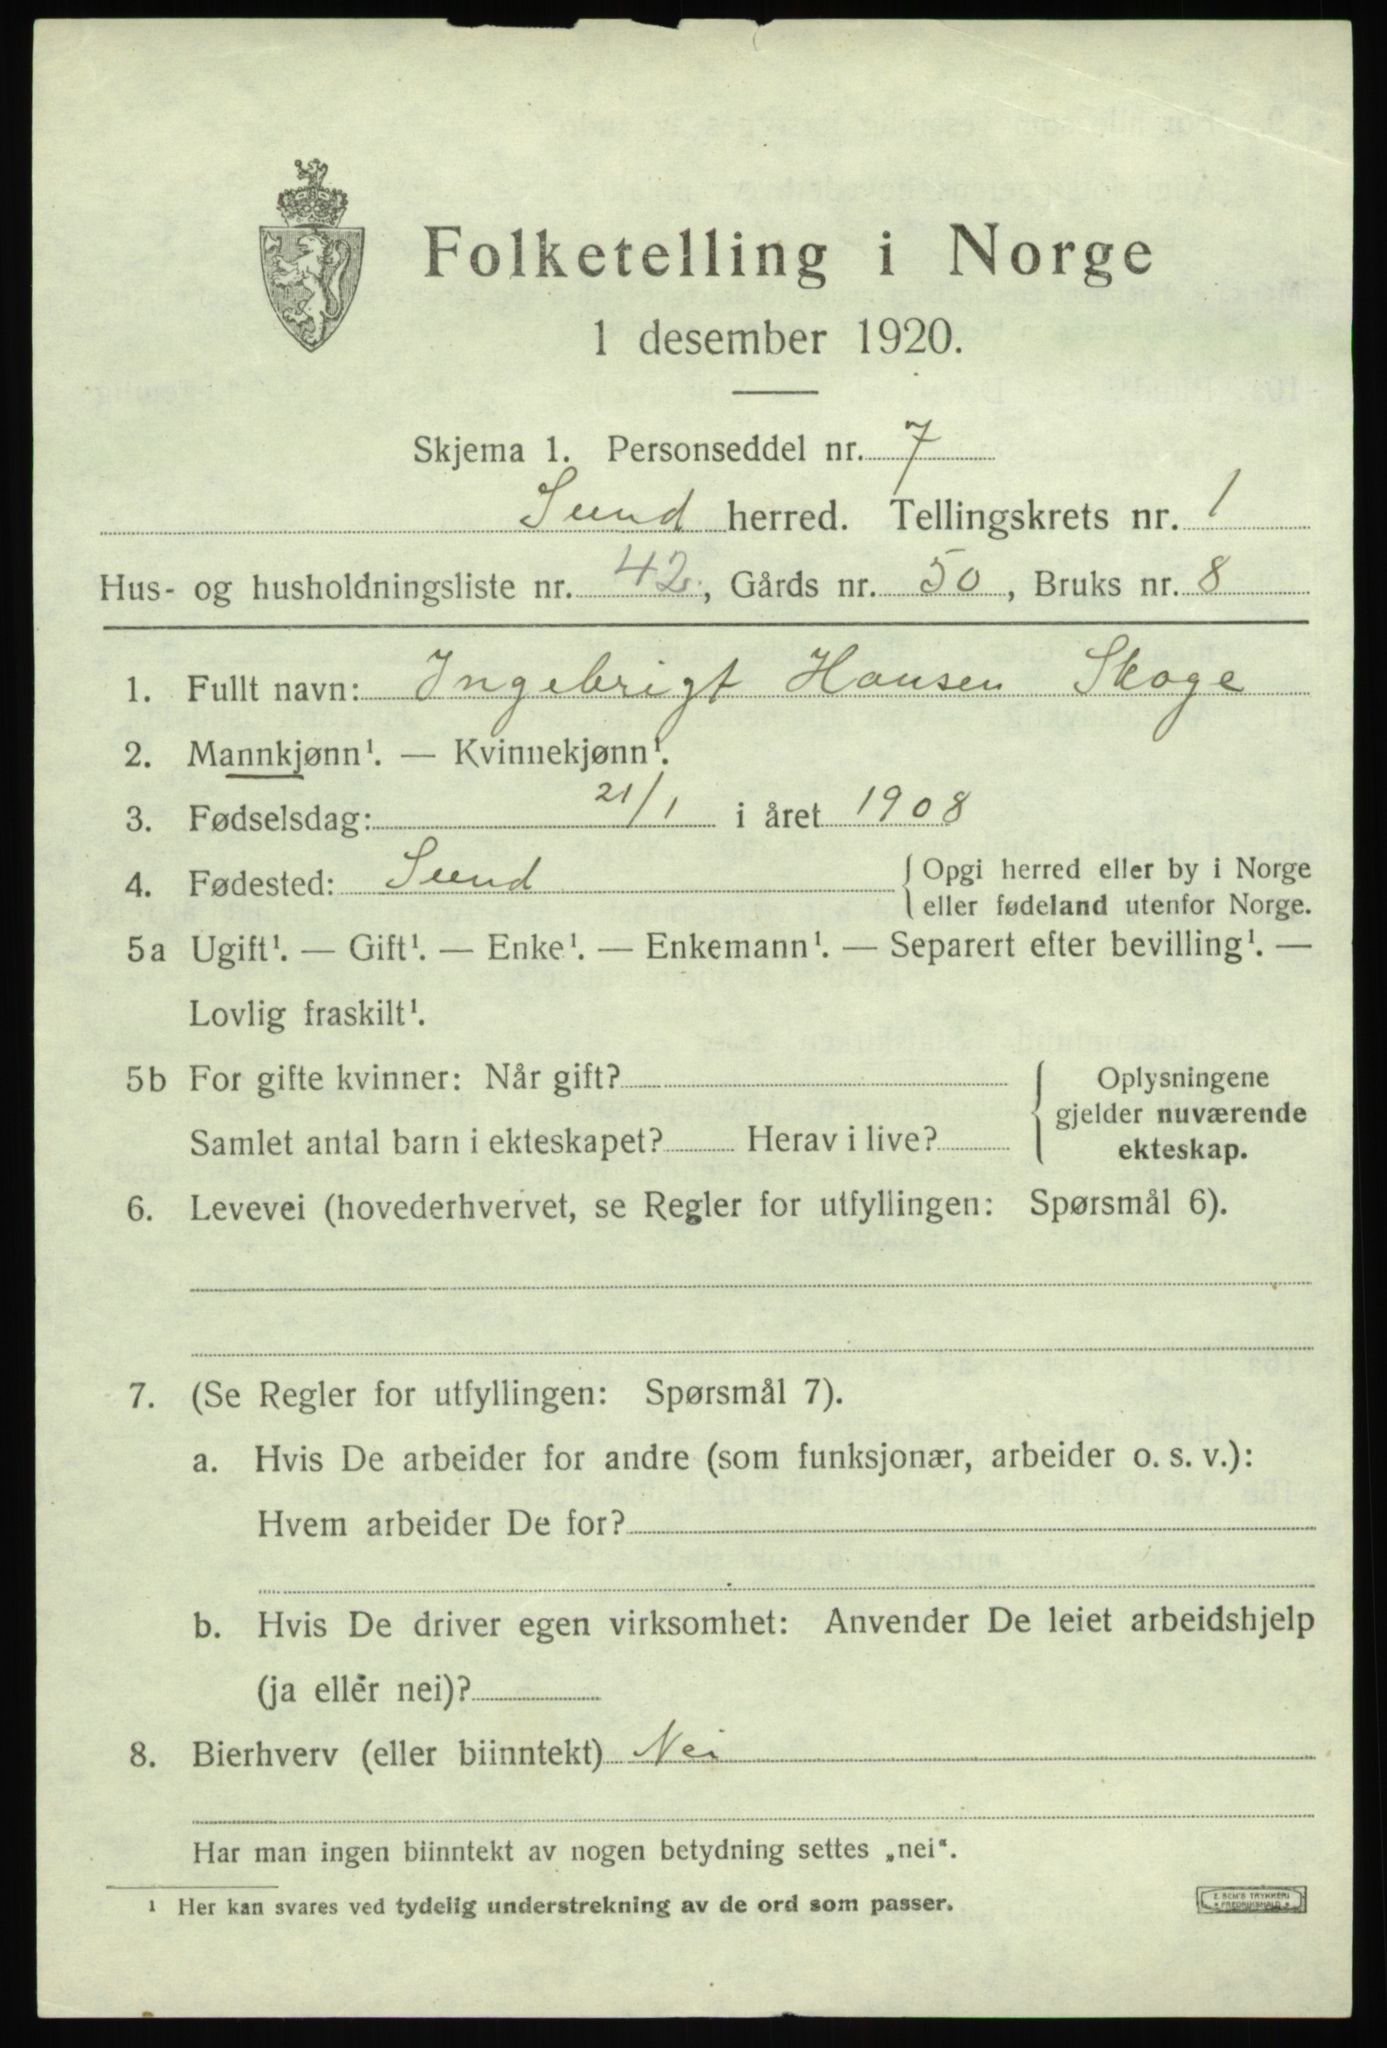 Folketelling i Norge
1 desember 1920.
Skjema 1. Personseddel nr. 7
Sund herred. Tellingskrets nr. 1
Hus- og husholdningsliste nr. 42, Gårds nr. 50, Bruks nr. 8
1. Fullt navn: Ingebrigt Hansen Skoge
2. Mannkjønn¹. — Kvinnekjønn¹.
3. Fødselsdag: 21/1 i året 1908
4. Fødested: Sund { Opgi herred eller by i Norge
eller fødeland utenfor Norge.
5a Ugift¹. — Gift¹. — Enke¹. — Enkemann¹. — Separert efter bevilling¹. —
Lovlig fraskilt¹.
5b For gifte kvinner: Når gift? { Oplysningene
gjelder nuværende
Samlet antal barn i ekteskapet? Herav i live? ekteskap.
6. Levevei (hovederhvervet, se Regler for utfyllingen: Spørsmål 6).
7. (Se Regler for utfyllingen: Spørsmål 7).
a. Hvis De arbeider for andre (som funksjonær, arbeider o. s. v.):
Hvem arbeider De for?
b. Hvis De driver egen virksomhet: Anvender De leiet arbeidshjelp
(ja eller nei)?
8. Bierhverv (eller biinntekt) Nei
Har man ingen biinntekt av nogen betydning settes „nei“.
¹ Her kan svares ved tydelig understrekning av de ord som passer.
E. SEM'S TRYKKERI
FREDRIKSHALD